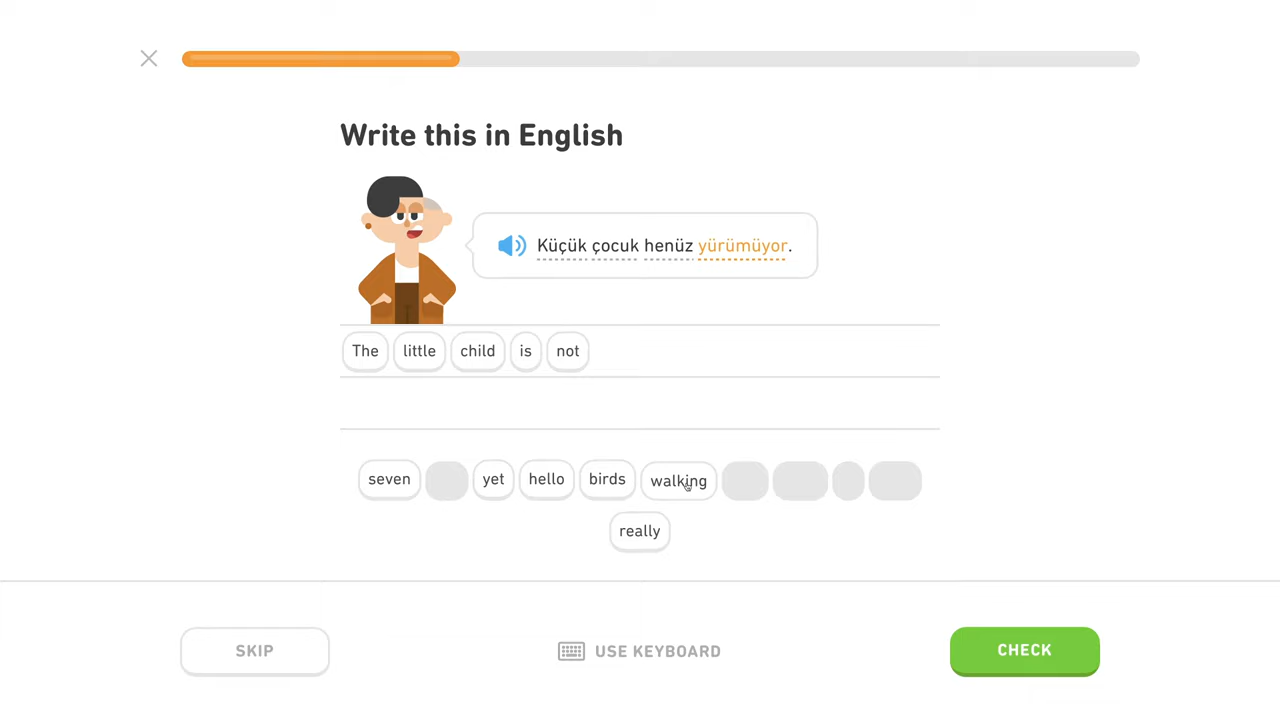 Write this in English
Küçük çocuk henüz yürümüyor.
The little child is not
seven yet hello birds walking
really
SKIP USE KEYBOARD CHECK